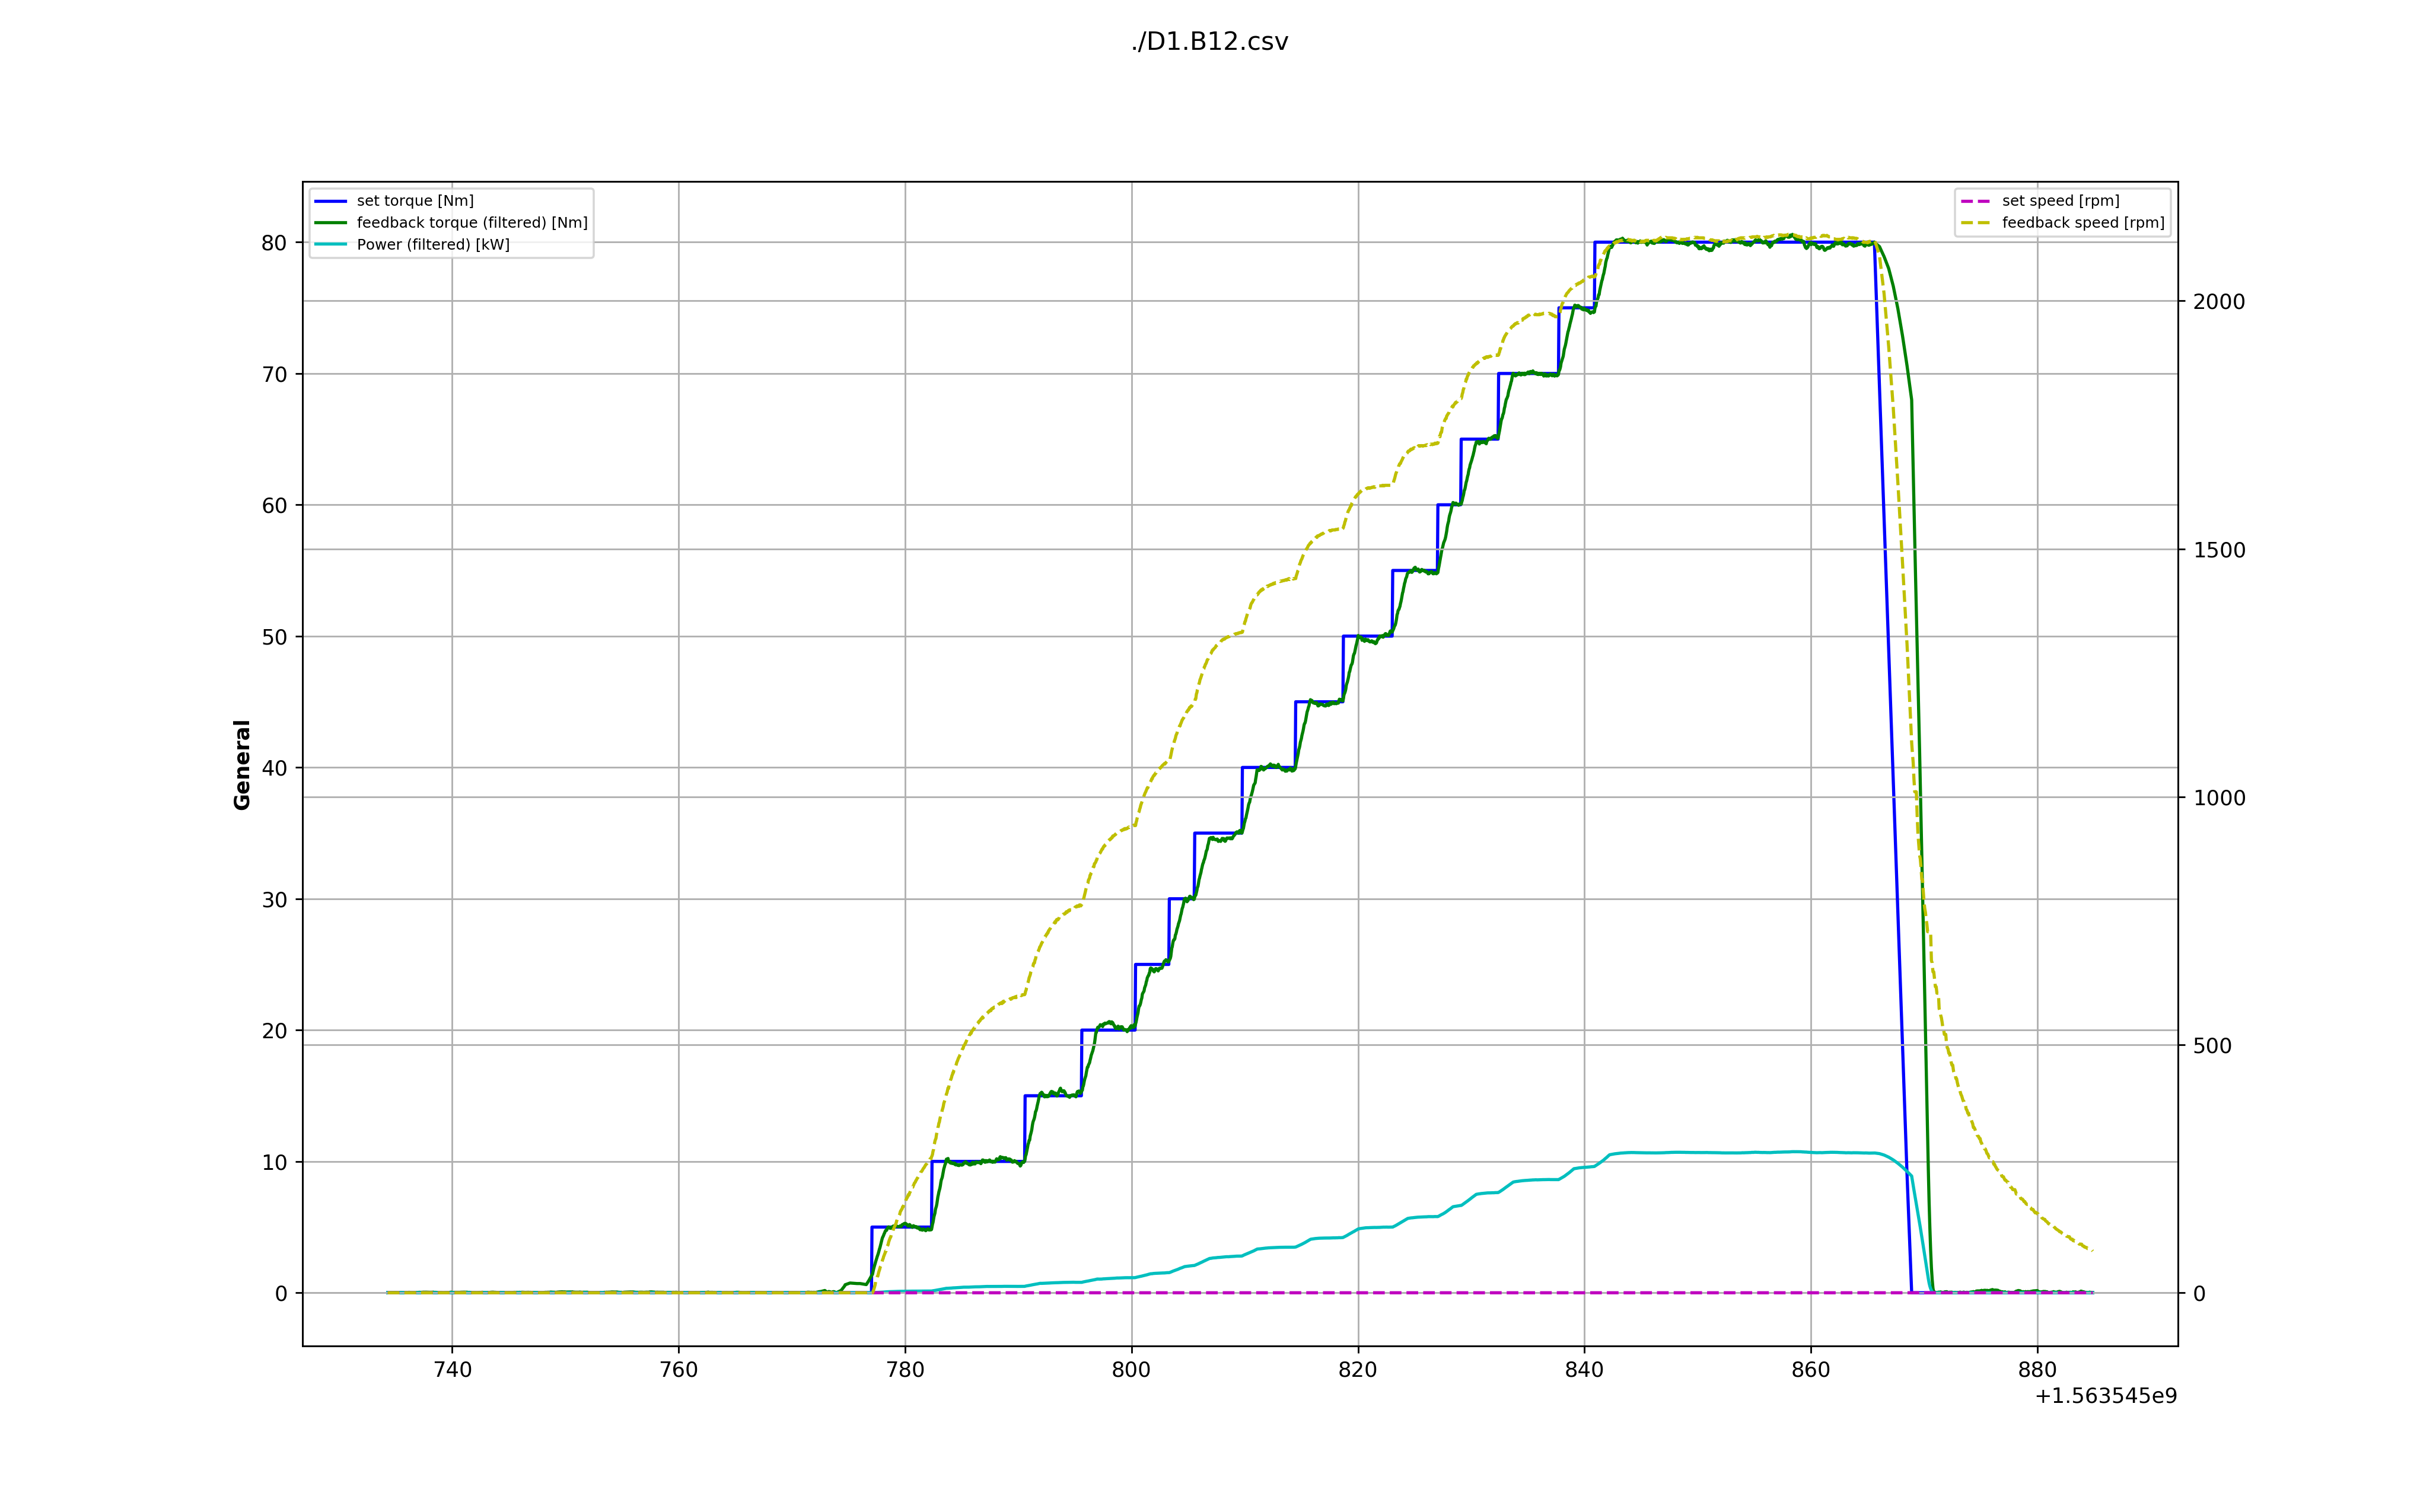 ./D1.B12.csv
set torque [Nm]
feedback torque (filtered) [Nm]
Power (filtered) [kW]
set speed [rpm]
feedback speed [rpm]
General
80
70
60
50
40
30
20
10
0
2000
1500
1000
500
0
740 760 780 800 820 840 860 880
+1.563545e9